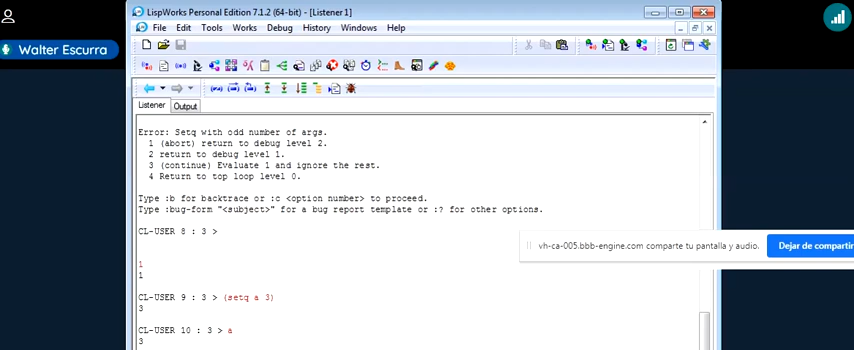 LispWorks Personal Edition 7.1.2 (64-bit) - [Listener 1]
Walter Escurra
File Edit Tools Works Debug History Windows Help
Listener Output
Error: Setq with odd number of args.
1 (abort) return to debug level 2.
2 return to debug level 1.
3 (continue) Evaluate 1 and ignore the rest.
4 Return to top loop level 0.
Type :b for backtrace or :c <option number> to proceed.
Type :bug-form "<subject>" for a bug report template or :? for other options.
CL-USER 8 : 3 >
vh-ca-005.bbb-engine.com comparte tu pantalla y audio. Dejar de compartir
1
1
CL-USER 9 : 3 > (setq a 3)
3
CL-USER 10 : 3 > a
3